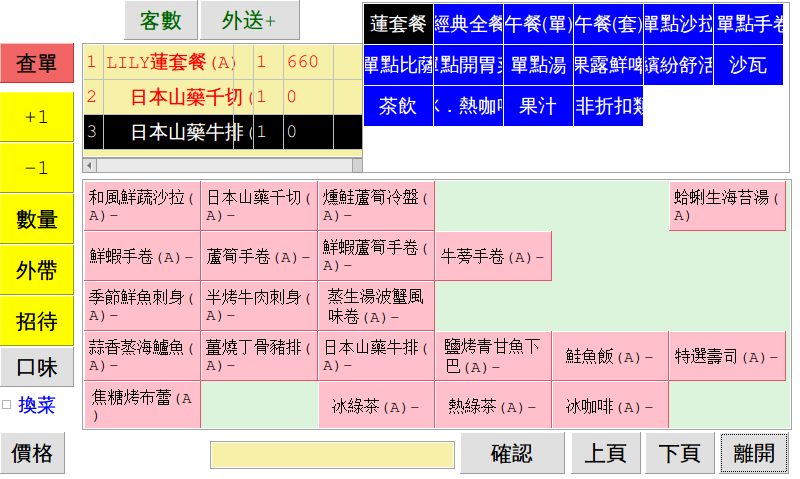 客數
外送+
查單
+1
-1
數量
外帶
招待
口味
換菜
價格
1 LILY蓮套餐(A) 1 660
2 日本山藥千切( 1 0
3 日本山藥牛排( 1 0
蓮套餐 經典全餐 午餐(單) 午餐(套) 單點沙拉 單點手卷
單點比薩 單點開胃菜 單點湯 果露鮮啤 繽紛舒活 沙瓦
茶飲 冰．熱咖啡 果汁 非折扣類
和風鮮蔬沙拉(
A)-
日本山藥千切(
A)-
燻鮭蘆筍冷盤(
A)-
蛤蜊生海苔湯(
A)
鮮蝦手卷(A)-
蘆筍手卷(A)-
鮮蝦蘆筍手卷(
A)-
牛蒡手卷(A)-
季節鮮魚刺身(
A)-
半烤牛肉刺身(
A)-
蒸生湯波蟹風
味卷(A)-
蒜香蒸海鱸魚(
A)-
薑燒丁骨豬排(
A)-
日本山藥牛排(
A)-
鹽烤青甘魚下
巴(A)-
鮭魚飯(A)-
特選壽司(A)-
焦糖烤布蕾(A
)
冰綠茶(A)-
熱綠茶(A)-
冰咖啡(A)-
確認
上頁
下頁
離開